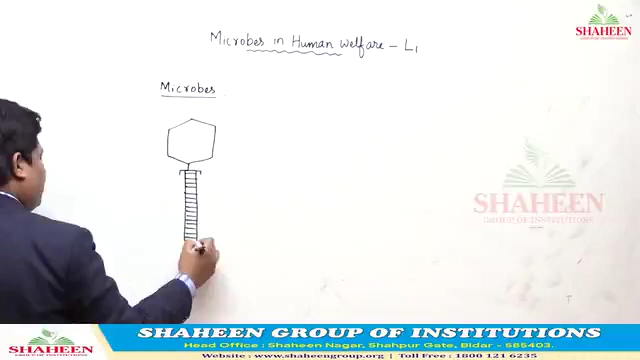 Microbes in Human Welfare - L1
SHAHEEN
Microbes
SHAHEEN
GROUP OF INSTITUTIONS
SHAHEEN GROUP OF INSTITUTIONS
Head Office : Shaheen Nagar, Shahpur Gate, Bidar - 585403.
SHAHEEN
Website : www.shaheengroup.org | Toll Free : 1800 121 6235